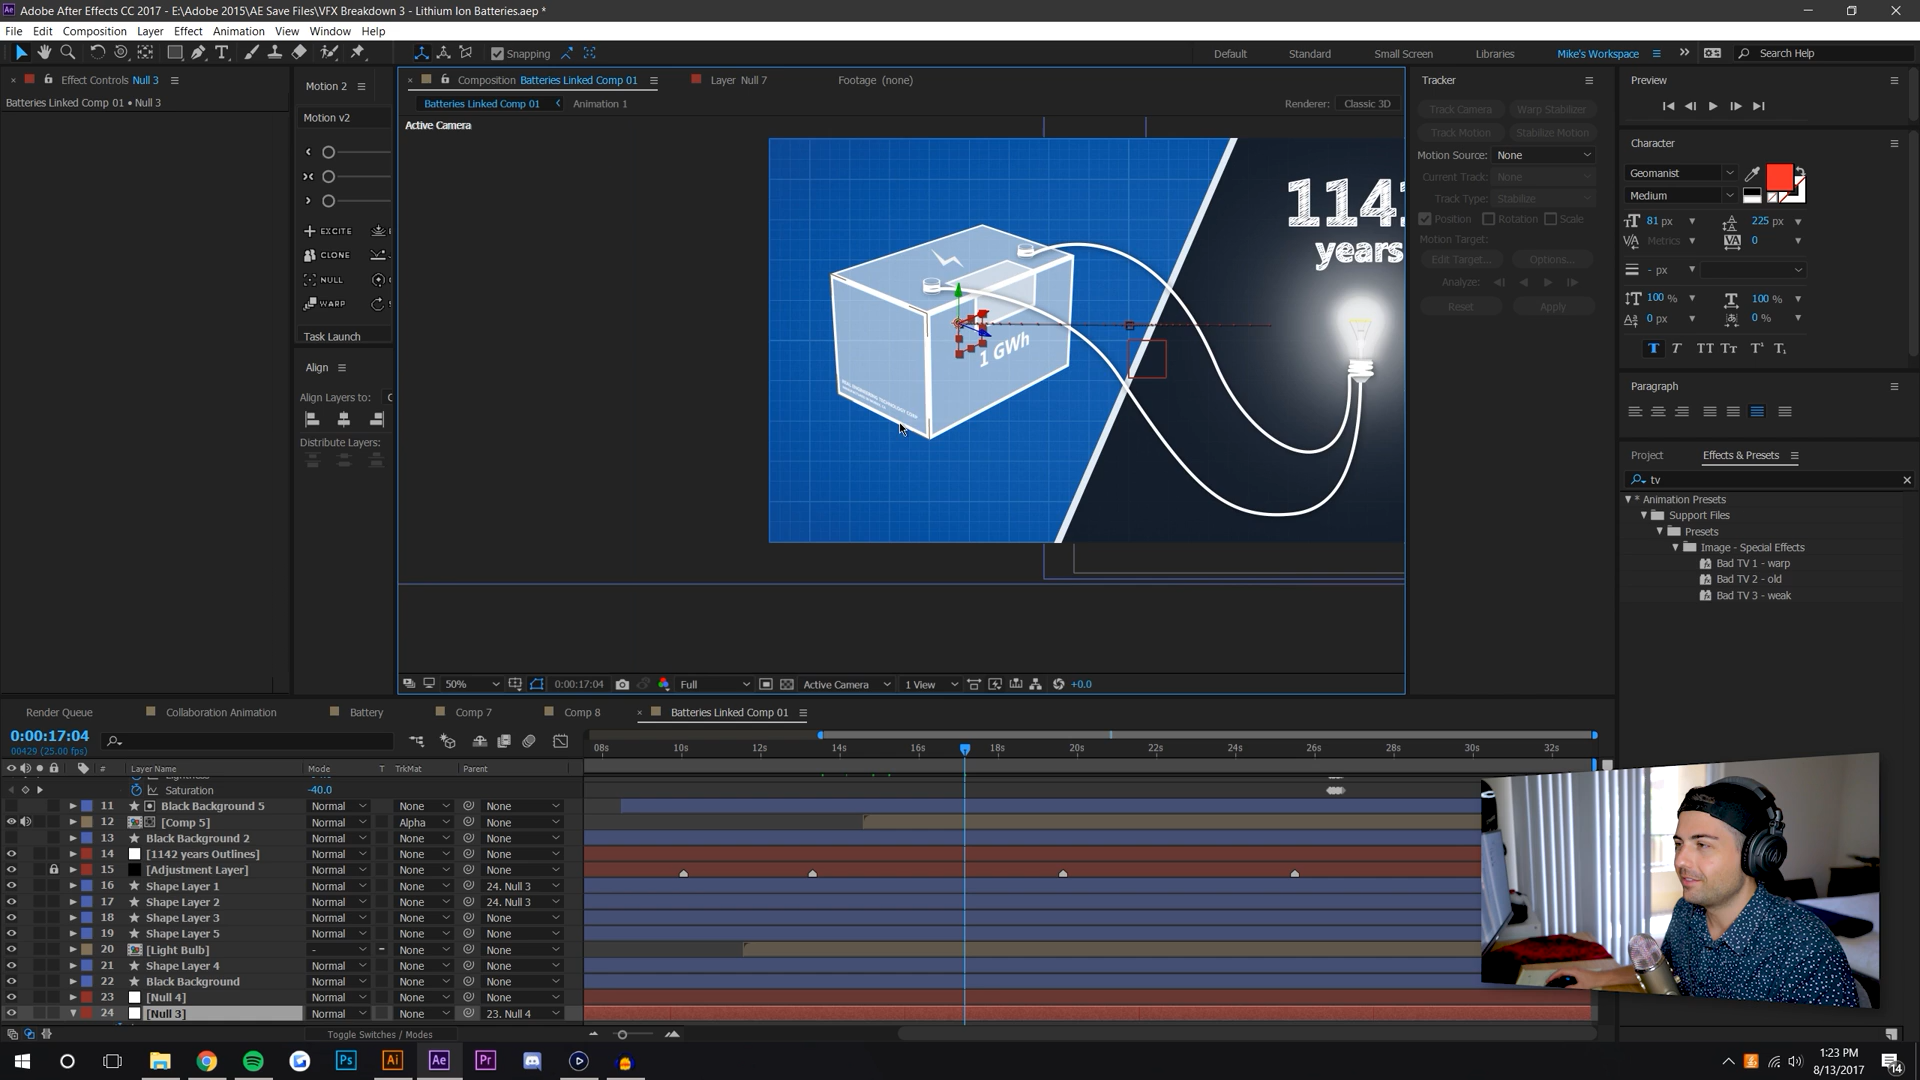 Adobe After Effects CC 2017 - E:\Adobe 2015\AE Save Files\VFX Breakdown 3 - Lithium Ion Batteries.aep *
File Edit Composition Layer Effect Animation View Window Help
Snapping
Default Standard Small Screen Libraries Mike's Workspace Search Help
Effect Controls Null 3
Batteries Linked Comp 01 • Null 3
Motion 2
Motion v2
EXCITE
CLONE
NULL
WARP
Task Launch
Align
Align Layers to:
Distribute Layers:
Composition Batteries Linked Comp 01 Layer Null 7 Footage (none)
Batteries Linked Comp 01 Animation 1 Renderer: Classic 3D
Active Camera
years
1 GWh
50% 0:00:17:04 Full Active Camera 1 View +0.0
Tracker
Track Camera Warp Stabilizer
Track Motion Stabilize Motion
Motion Source: None
Current Track: None
Track Type: Stabilize
Position Rotation Scale
Motion Target:
Edit Target... Options...
Analyze:
Reset Apply
Preview
Character
Geomanist
Medium
81 px 225 px
Metrics 0
- px
100 % 100 %
0 px 0 %
Paragraph
Project Effects & Presets
tv
* Animation Presets
Support Files
Presets
Image - Special Effects
Bad TV 1 - warp
Bad TV 2 - old
Bad TV 3 - weak
Render Queue Collaboration Animation Battery Comp 7 Comp 8 Batteries Linked Comp 01
0:00:17:04
00429 (25.00 fps)
08s 10s 12s 14s 16s 18s 20s 22s 24s 26s 28s 30s 32s
# Layer Name Mode T TrkMat Parent
Saturation -40.0
11 Black Background 5 Normal None None
12 [Comp 5] Normal Alpha None
13 Black Background 2 Normal None None
14 [1142 years Outlines] Normal None None
15 [Adjustment Layer] Normal None None
16 Shape Layer 1 Normal None 24. Null 3
17 Shape Layer 2 Normal None 24. Null 3
18 Shape Layer 3 Normal None None
19 Shape Layer 5 Normal None None
20 [Light Bulb] - None None
21 Shape Layer 4 Normal None None
22 Black Background Normal None None
23 [Null 4] Normal None None
24 [Null 3] Normal None 23. Null 4
Toggle Switches / Modes
Ps Ai Ae Pr
1:23 PM
8/13/2017
14